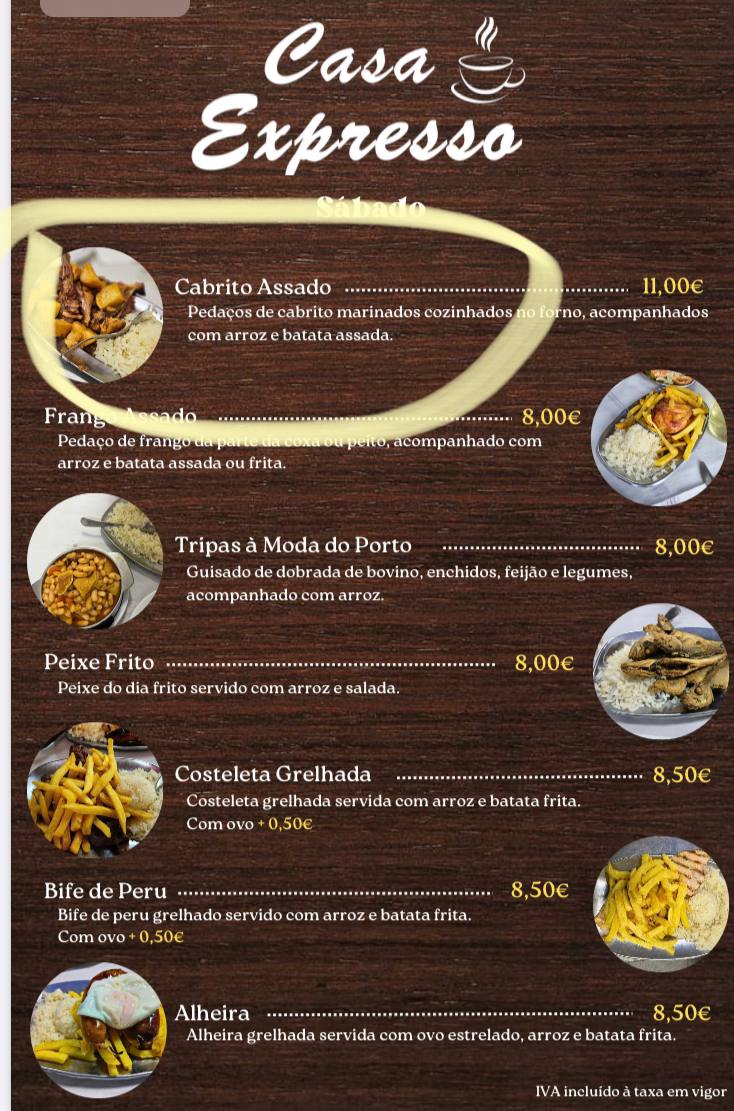 Casa
Expresso
Sábado
Cabrito Assado 11,00€
Pedaços de cabrito marinados cozinhados no forno, acompanhados
com arroz e batata assada.
Frango Assado 8,00€
Pedaço de frango da parte da coxa ou peito, acompanhado com
arroz e batata assada ou frita.
Tripas à Moda do Porto 8,00€
Guisado de dobrada de bovino, enchidos, feijão e legumes,
acompanhado com arroz.
Peixe Frito 8,00€
Peixe do dia frito servido com arroz e salada.
Costeleta Grelhada 8,50€
Costeleta grelhada servida com arroz e batata frita.
Com ovo + 0,50€
Bife de Peru 8,50€
Bife de peru grelhado servido com arroz e batata frita.
Com ovo + 0,50€
Alheira 8,50€
Alheira grelhada servida com ovo estrelado, arroz e batata frita.
IVA incluído à taxa em vigor